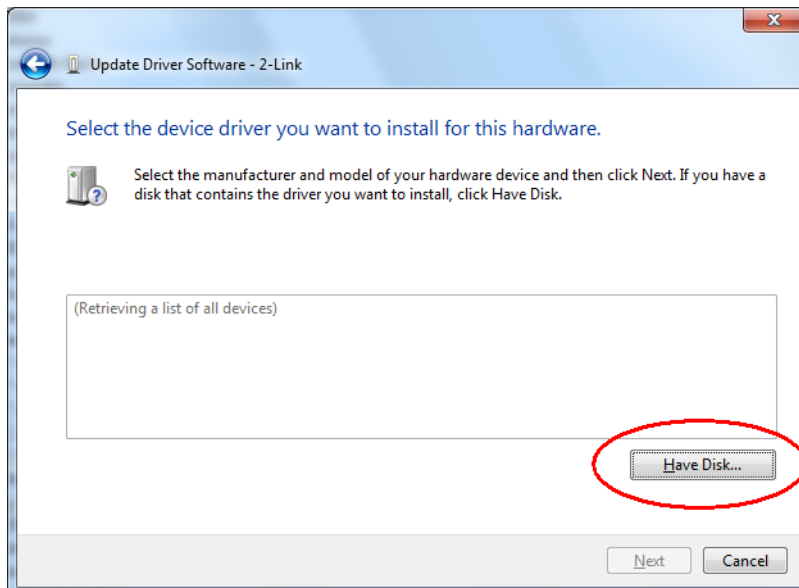 Update Driver Software - 2-Link
Select the device driver you want to install for this hardware.
Select the manufacturer and model of your hardware device and then click Next. If you have a
disk that contains the driver you want to install, click Have Disk.
(Retrieving a list of all devices)
Have Disk...
Next
Cancel